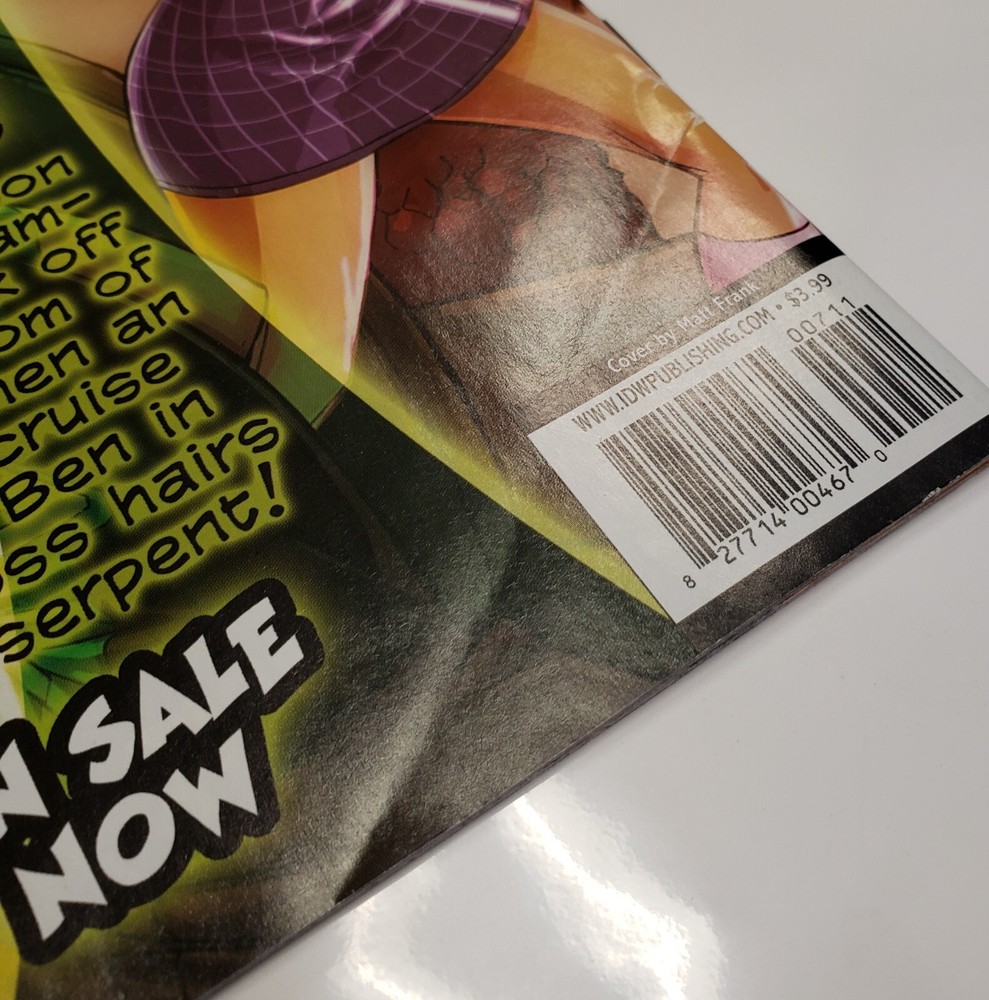 on
am-
off
om of
hen an
cruise
Ben in
oss hairs
serpent!
N SALE
NOW
Cover by Matt Frank
WWW.IDWPUBLISHING.COM • $3.99
00711
8 27714 00467 0